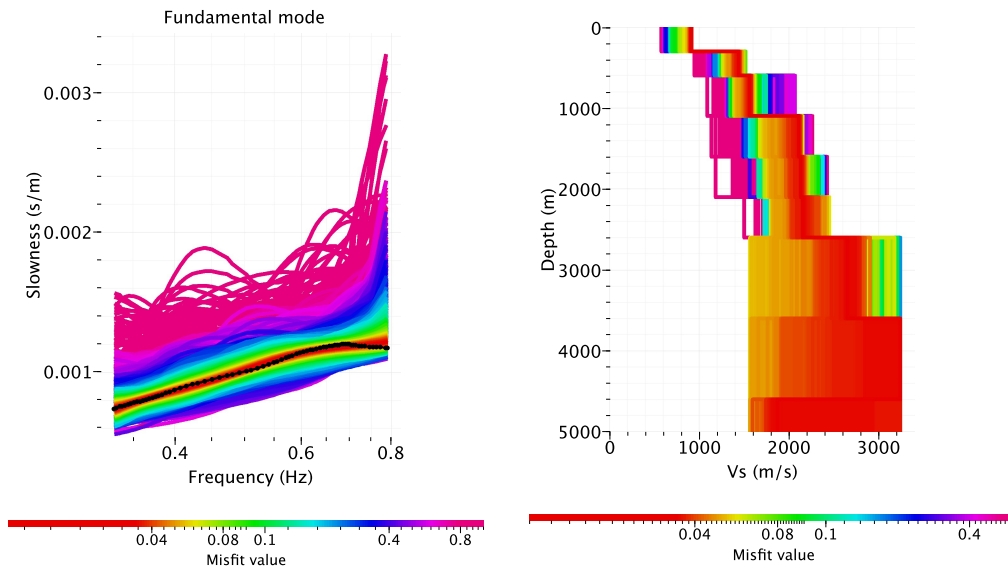 Fundamental mode
0.003
0.002
0.001
Slowness (s/m)
0.4 0.6 0.8
Frequency (Hz)
0.04 0.08 0.1 0.4 0.8
Misfit value
0
1000
2000
3000
4000
5000
Depth (m)
0 1000 2000 3000
Vs (m/s)
0.04 0.08 0.1 0.4
Misfit value